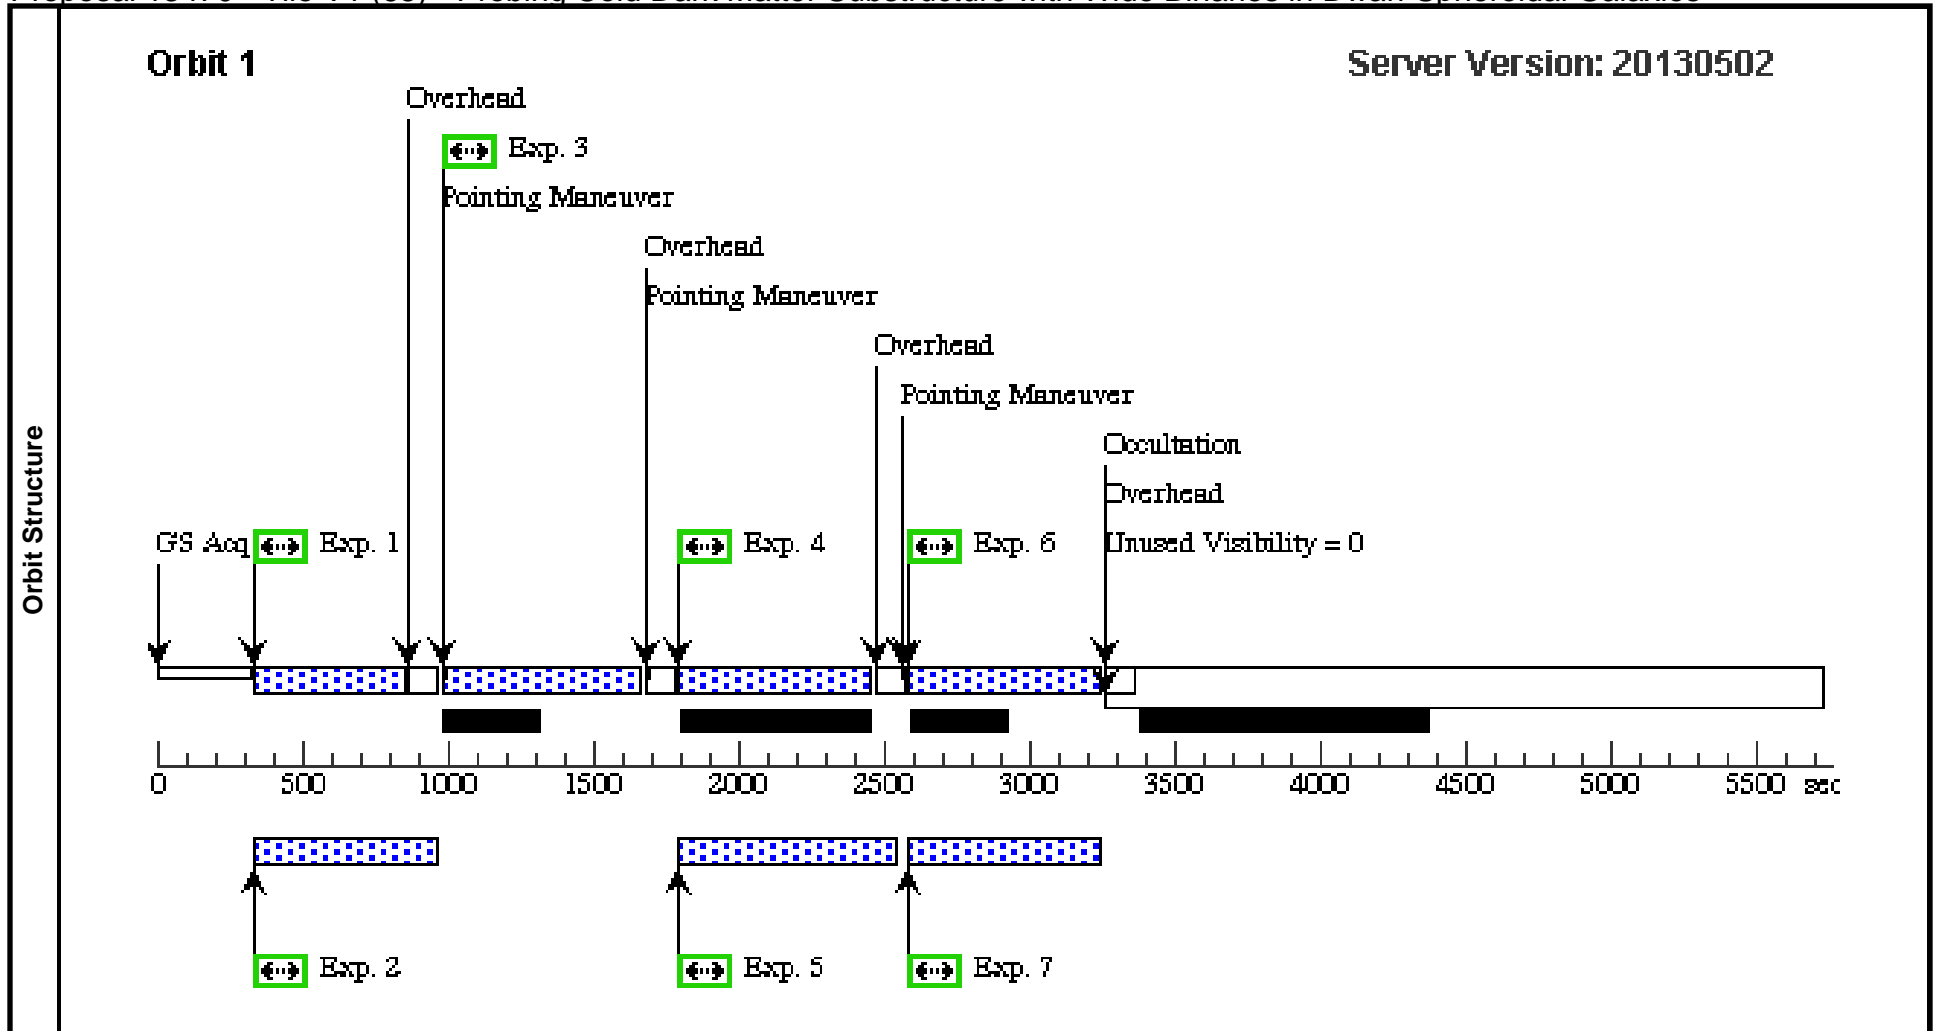 Orbit 1
Server Version: 20130502
Overhead
Exp. 3
Pointing Maneuver
Overhead
Pointing Maneuver
Overhead
Pointing Maneuver
Occultation
Overhead
Unused Visibility = 0
GS Acq
Exp. 1
Exp. 4
Exp. 6
Orbit Structure
0 500 1000 1500 2000 2500 3000 3500 4000 4500 5000 5500 sec
Exp. 2
Exp. 5
Exp. 7